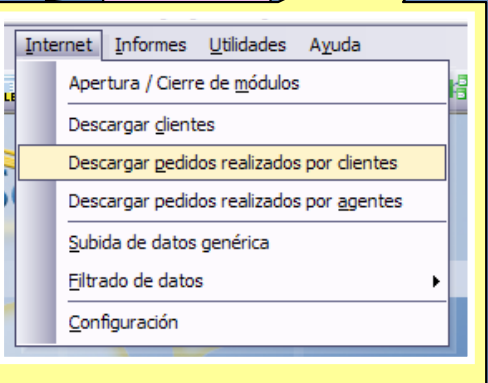 Internet Informes Utilidades Ayuda
Apertura / Cierre de módulos
Descargar clientes
Descargar pedidos realizados por clientes
Descargar pedidos realizados por agentes
Subida de datos genérica
Filtrado de datos
Configuración